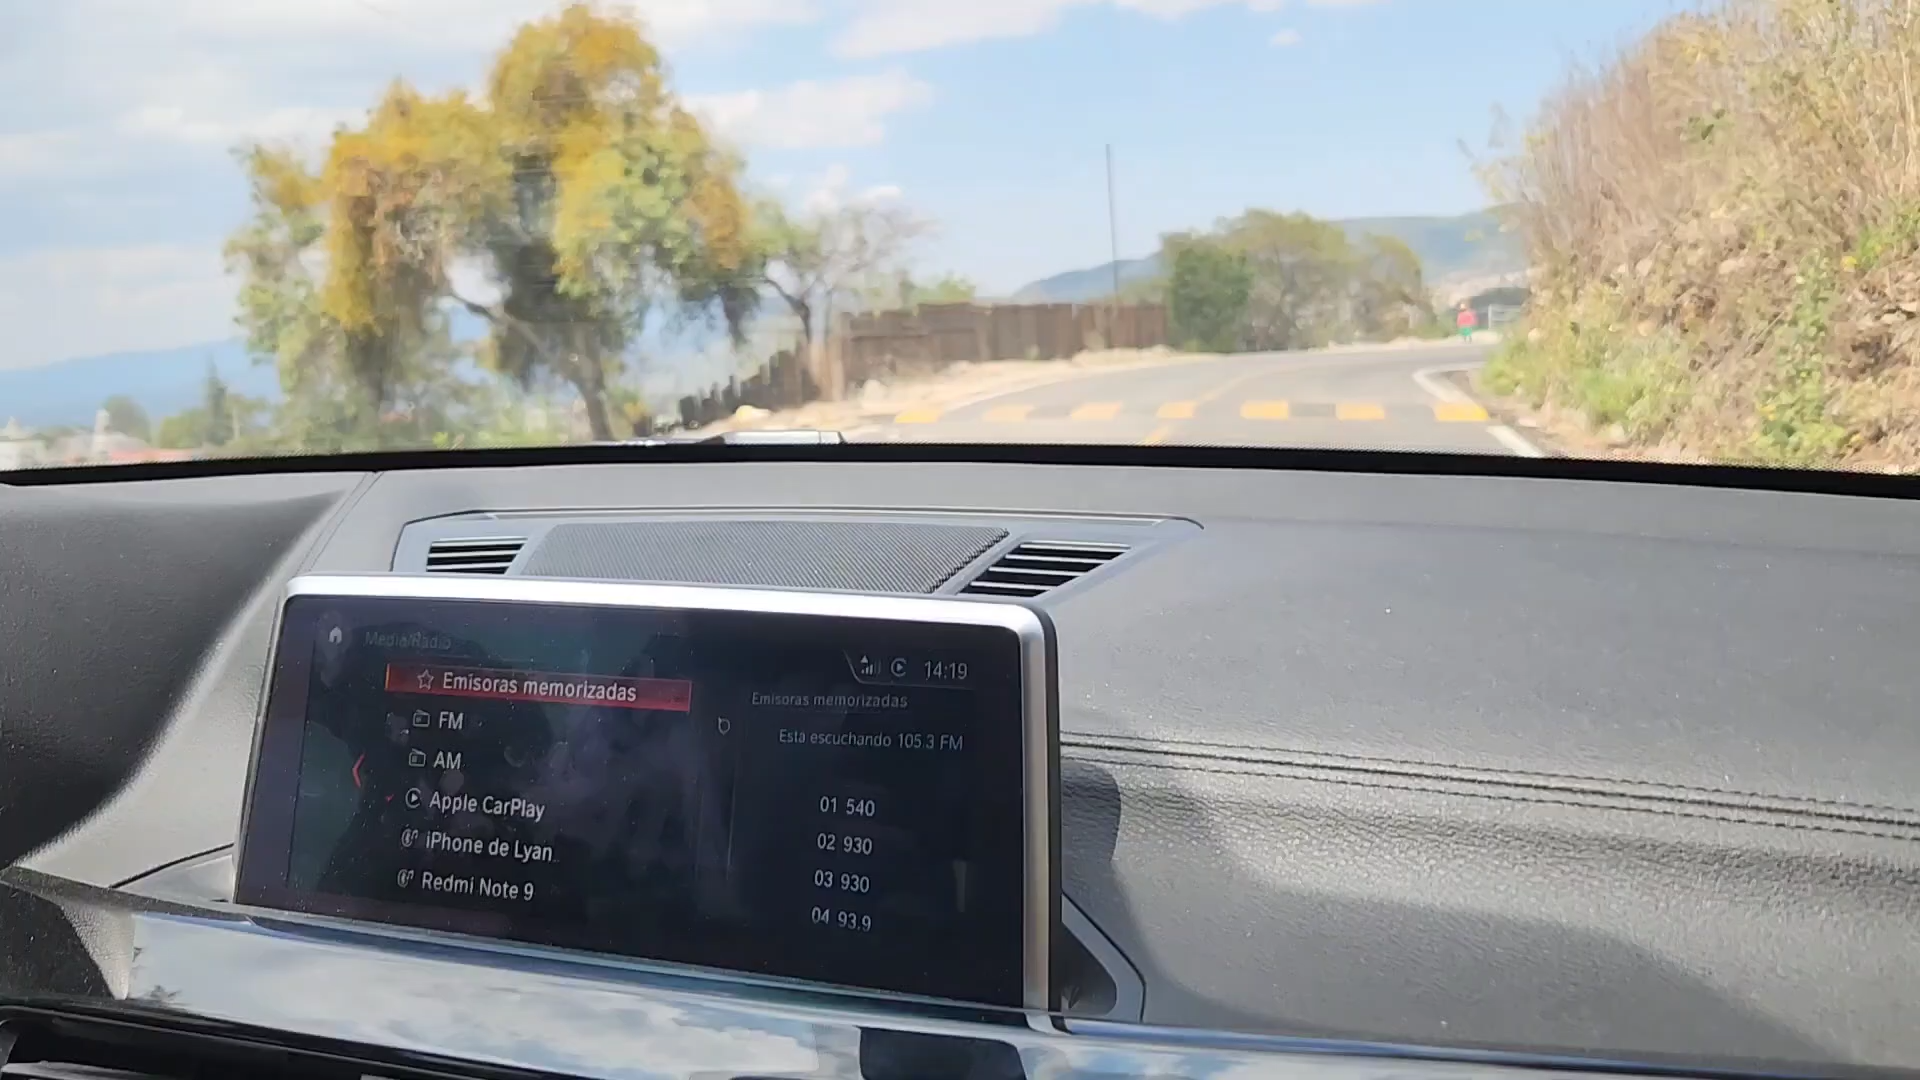 Media/Radio
14:19
Emisoras memorizadas
FM
AM
Apple CarPlay
iPhone de Lyan
Redmi Note 9
Emisoras memorizadas
Esta escuchando 105.3 FM
01 540
02 930
03 930
04 93.9